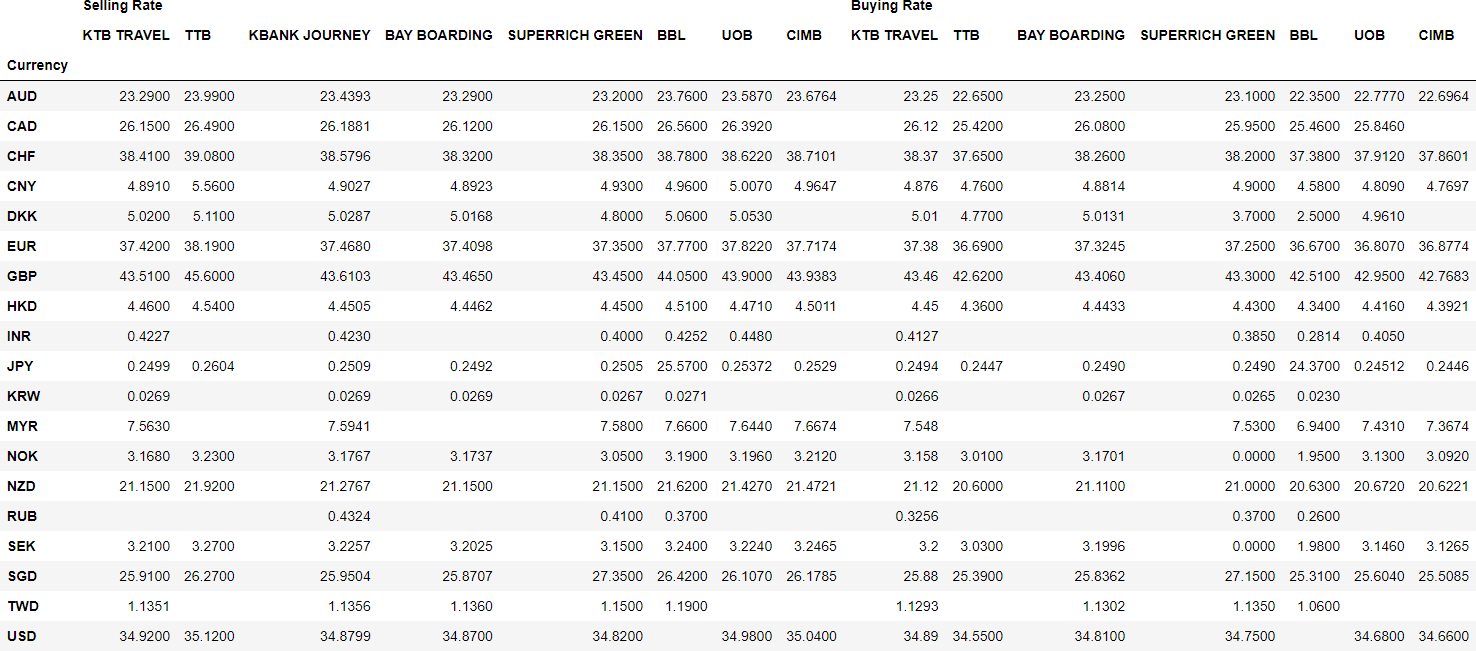 Selling Rate Buying Rate
KTB TRAVEL TTB KBANK JOURNEY BAY BOARDING SUPERRICH GREEN BBL UOB CIMB KTB TRAVEL TTB BAY BOARDING SUPERRICH GREEN BBL UOB CIMB
Currency
AUD 23.2900 23.9900 23.4393 23.2900 23.2000 23.7600 23.5870 23.6764 23.25 22.6500 23.2500 23.1000 22.3500 22.7770 22.6964
CAD 26.1500 26.4900 26.1881 26.1200 26.1500 26.5600 26.3920 26.12 25.4200 26.0800 25.9500 25.4600 25.8460
CHF 38.4100 39.0800 38.5796 38.3200 38.3500 38.7800 38.6220 38.7101 38.37 37.6500 38.2600 38.2000 37.3800 37.9120 37.8601
CNY 4.8910 5.5600 4.9027 4.8923 4.9300 4.9600 5.0070 4.9647 4.876 4.7600 4.8814 4.9000 4.5800 4.8090 4.7697
DKK 5.0200 5.1100 5.0287 5.0168 4.8000 5.0600 5.0530 5.01 4.7700 5.0131 3.7000 2.5000 4.9610
EUR 37.4200 38.1900 37.4680 37.4098 37.3500 37.7700 37.8220 37.7174 37.38 36.6900 37.3245 37.2500 36.6700 36.8070 36.8774
GBP 43.5100 45.6000 43.6103 43.4650 43.4500 44.0500 43.9000 43.9383 43.46 42.6200 43.4060 43.3000 42.5100 42.9500 42.7683
HKD 4.4600 4.5400 4.4505 4.4462 4.4500 4.5100 4.4710 4.5011 4.45 4.3600 4.4433 4.4300 4.3400 4.4160 4.3921
INR 0.4227 0.4230 0.4000 0.4252 0.4480 0.4127 0.3850 0.2814 0.4050
JPY 0.2499 0.2604 0.2509 0.2492 0.2505 25.5700 0.25372 0.2529 0.2494 0.2447 0.2490 0.2490 24.3700 0.24512 0.2446
KRW 0.0269 0.0269 0.0269 0.0267 0.0271 0.0266 0.0267 0.0265 0.0230
MYR 7.5630 7.5941 7.5800 7.6600 7.6440 7.6674 7.548 7.5300 6.9400 7.4310 7.3674
NOK 3.1680 3.2300 3.1767 3.1737 3.0500 3.1900 3.1960 3.2120 3.158 3.0100 3.1701 0.0000 1.9500 3.1300 3.0920
NZD 21.1500 21.9200 21.2767 21.1500 21.1500 21.6200 21.4270 21.4721 21.12 20.6000 21.1100 21.0000 20.6300 20.6720 20.6221
RUB 0.4324 0.4100 0.3700 0.3256 0.3700 0.2600
SEK 3.2100 3.2700 3.2257 3.2025 3.1500 3.2400 3.2240 3.2465 3.2 3.0300 3.1996 0.0000 1.9800 3.1460 3.1265
SGD 25.9100 26.2700 25.9504 25.8707 27.3500 26.4200 26.1070 26.1785 25.88 25.3900 25.8362 27.1500 25.3100 25.6040 25.5085
TWD 1.1351 1.1356 1.1360 1.1500 1.1900 1.1293 1.1302 1.1350 1.0600
USD 34.9200 35.1200 34.8799 34.8700 34.8200 34.9800 35.0400 34.89 34.5500 34.8100 34.7500 34.6800 34.6600